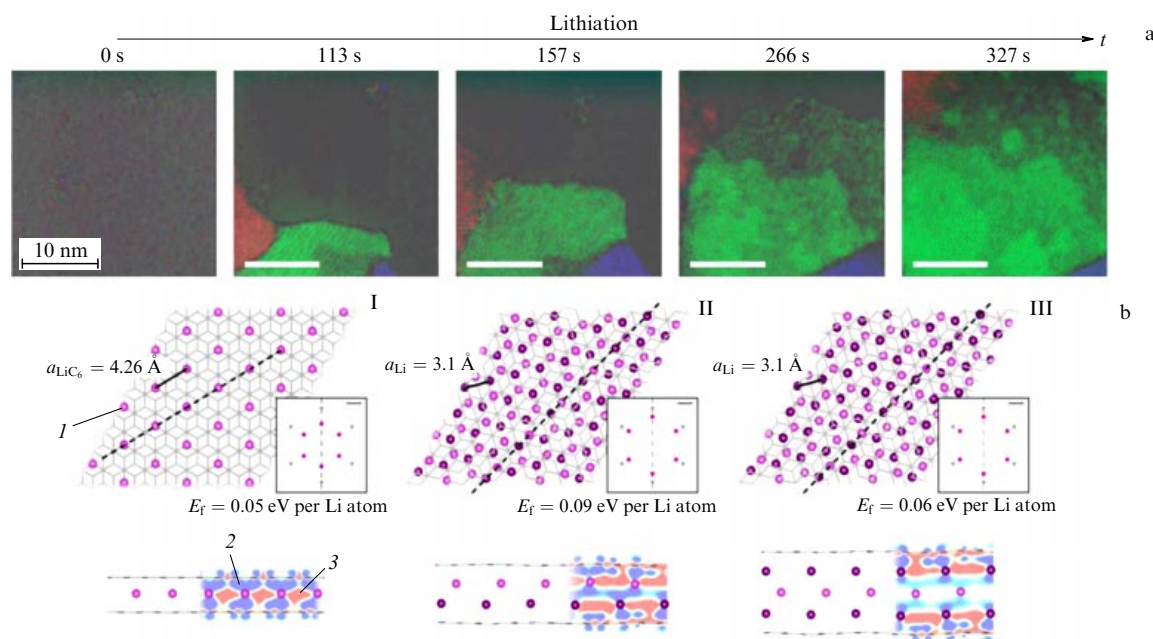 Lithiation
t
a
0 s
113 s
157 s
266 s
327 s
10 nm
I
II
III
b
a_LiC₆ = 4.26 Å
a_Li = 3.1 Å
a_Li = 3.1 Å
1
E_f = 0.05 eV per Li atom
E_f = 0.09 eV per Li atom
E_f = 0.06 eV per Li atom
2
3